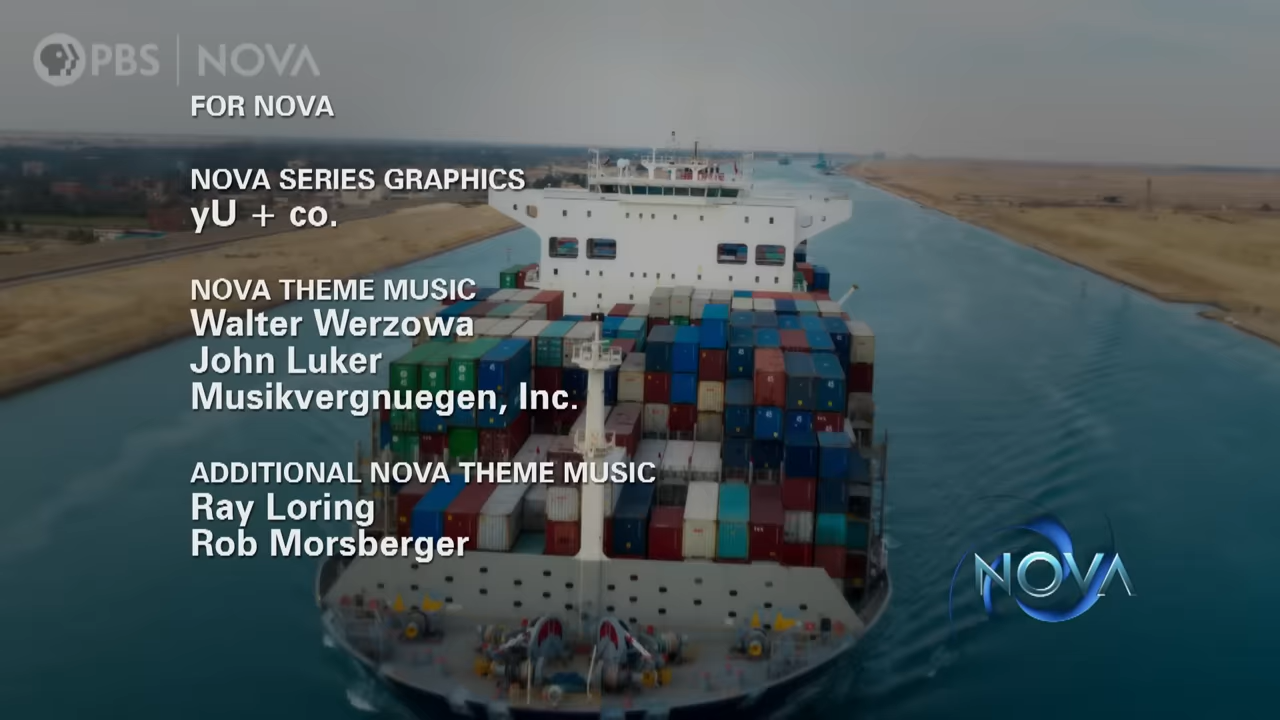 PBS | NOVA
FOR NOVA
NOVA SERIES GRAPHICS
yU + co.
NOVA THEME MUSIC
Walter Werzowa
John Luker
Musikvergnuegen, Inc.
ADDITIONAL NOVA THEME MUSIC
Ray Loring
Rob Morsberger
NOVA